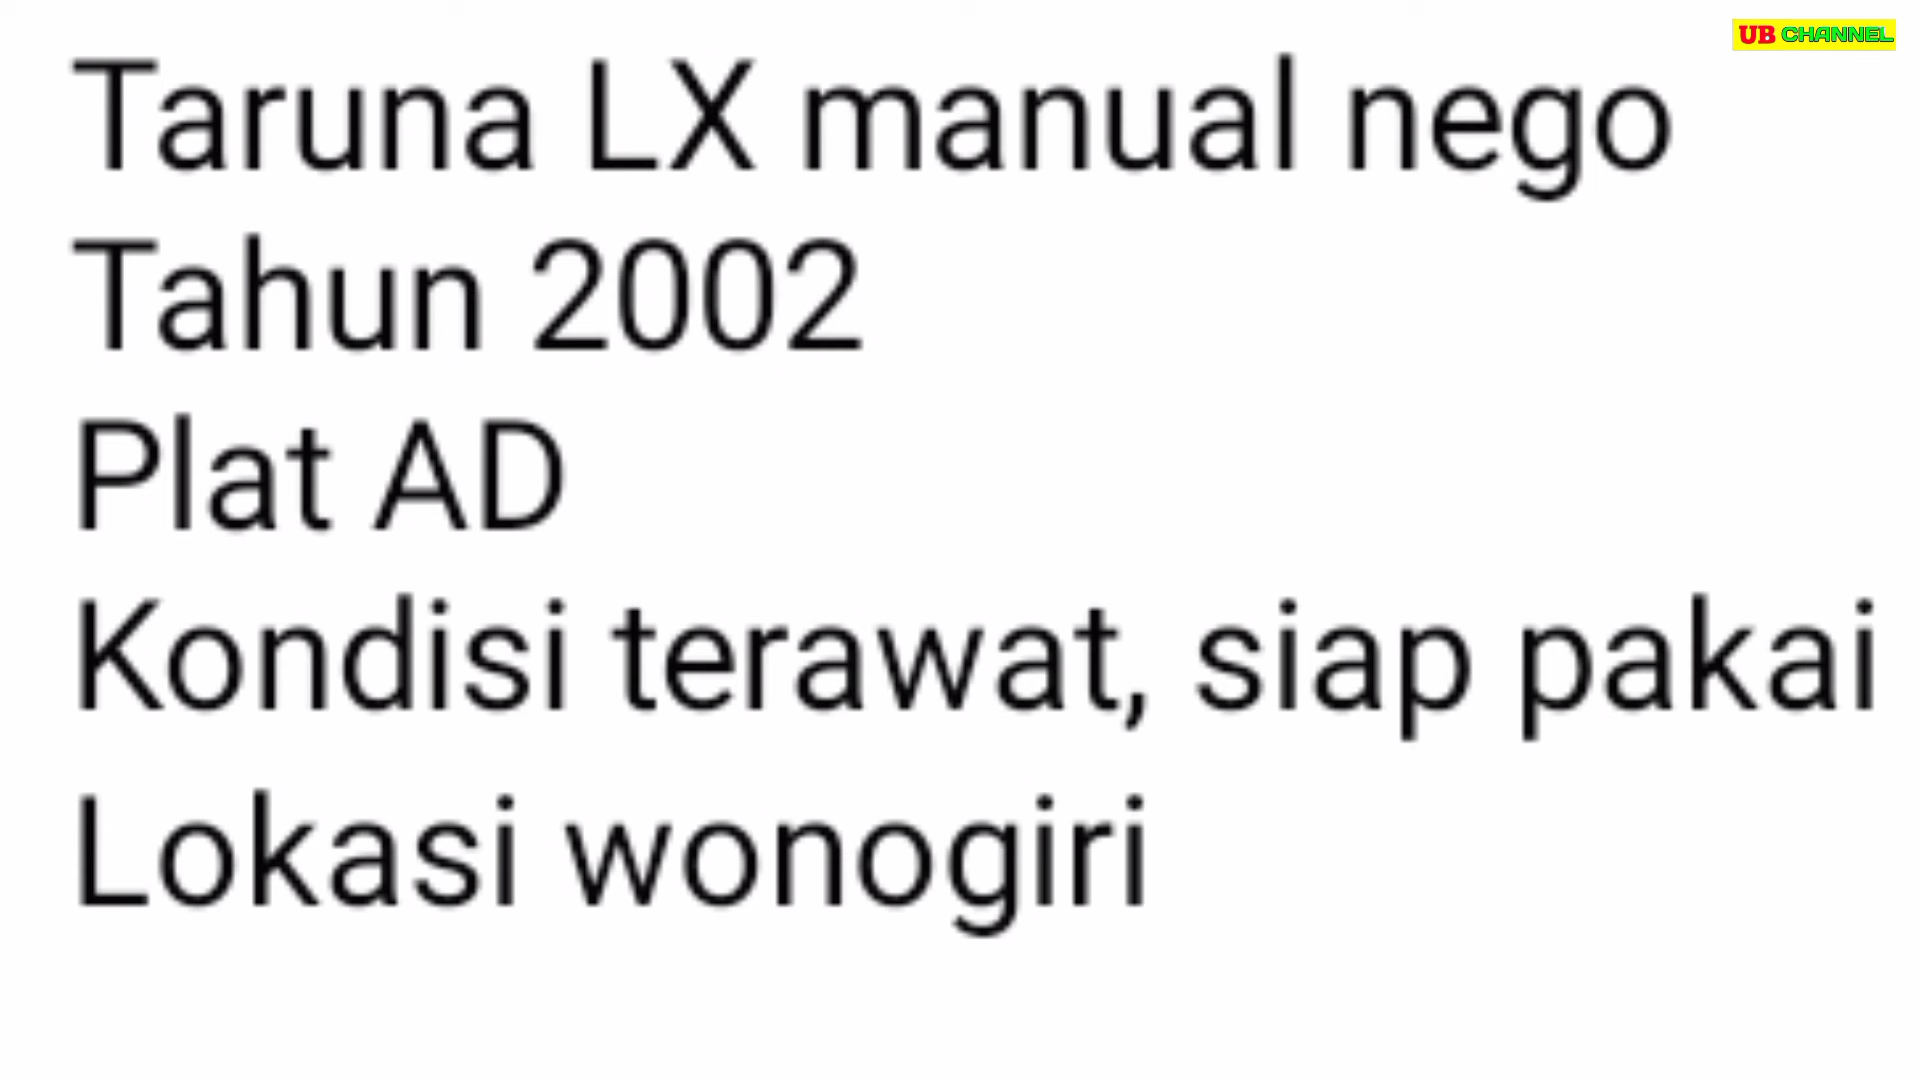 UB CHANNEL
Taruna LX manual nego
Tahun 2002
Plat AD
Kondisi terawat, siap pakai
Lokasi wonogiri